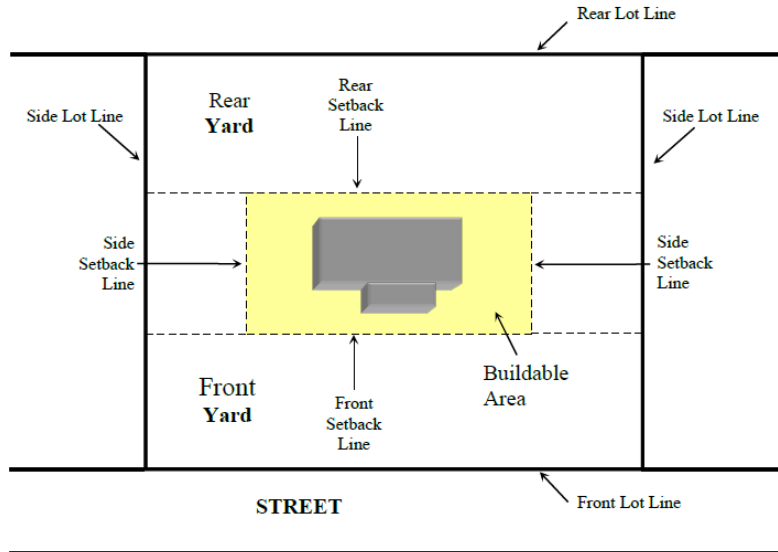 Rear Lot Line
Rear
Setback
Line
Rear
Yard
Side Lot Line
Side Lot Line
Side
Setback
Line
Side
Setback
Line
Buildable
Area
Front
Yard
Front
Setback
Line
Front Lot Line
STREET